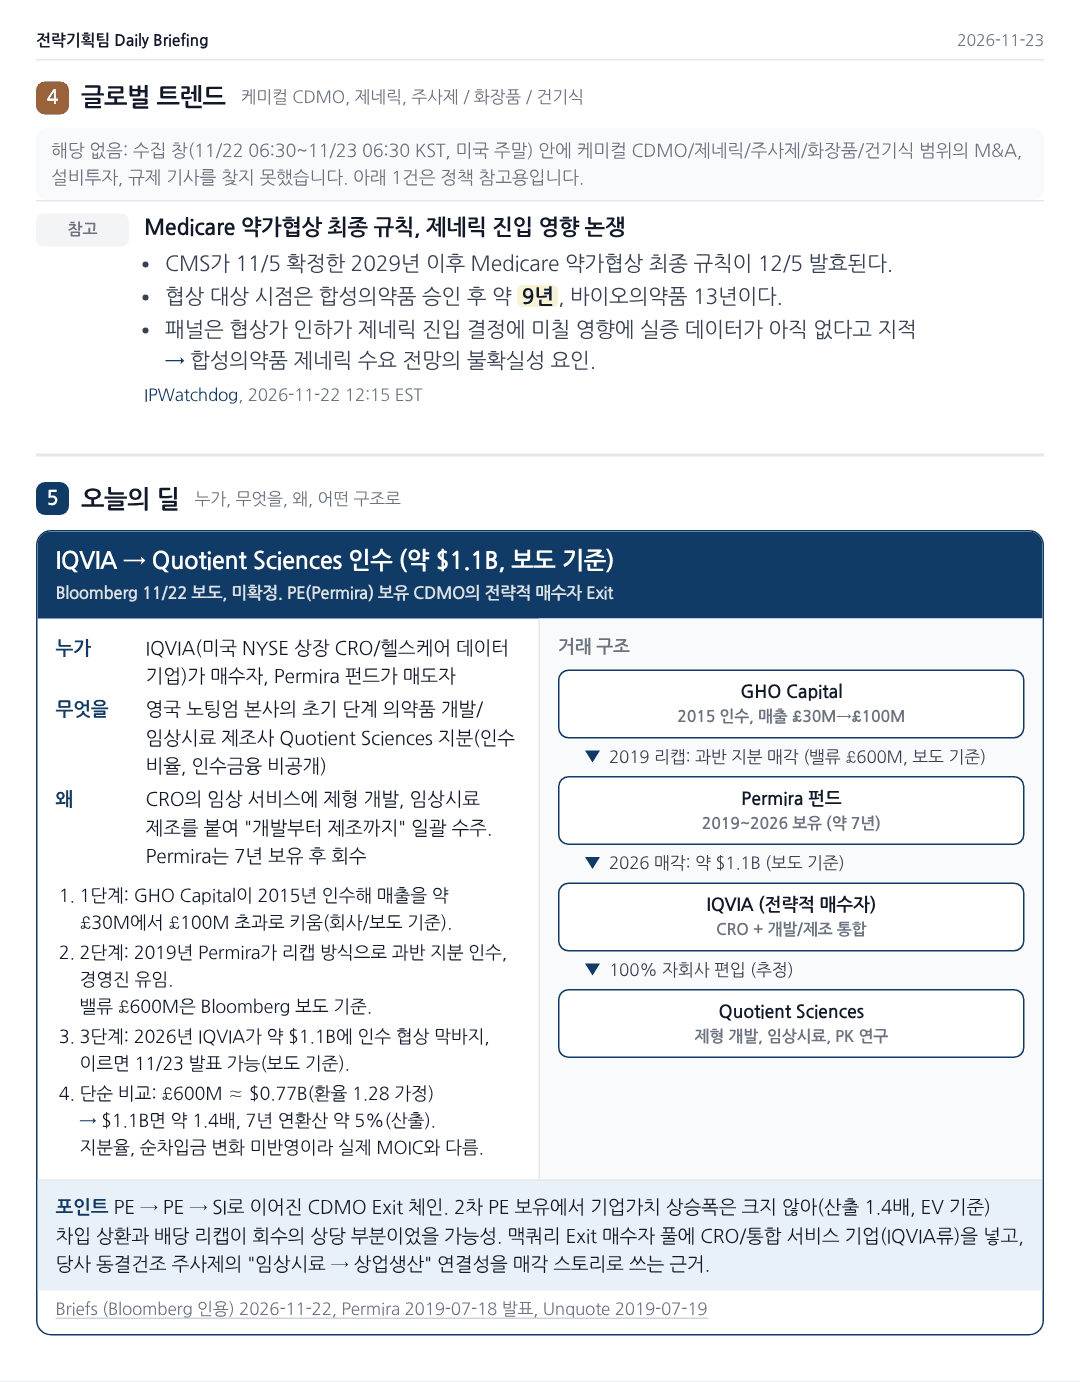 전략기획팀 Daily Briefing
2026-11-23
4 글로벌 트렌드 케미컬 CDMO, 제네릭, 주사제 / 화장품 / 건기식
해당 없음: 수집 창(11/22 06:30~11/23 06:30 KST, 미국 주말) 안에 케미컬 CDMO/제네릭/주사제/화장품/건기식 범위의 M&A,
설비투자, 규제 기사를 찾지 못했습니다. 아래 1건은 정책 참고용입니다.
참고
Medicare 약가협상 최종 규칙, 제네릭 진입 영향 논쟁
• CMS가 11/5 확정한 2029년 이후 Medicare 약가협상 최종 규칙이 12/5 발효된다.
• 협상 대상 시점은 합성의약품 승인 후 약 9년, 바이오의약품 13년이다.
• 패널은 협상가 인하가 제네릭 진입 결정에 미칠 영향에 실증 데이터가 아직 없다고 지적
→ 합성의약품 제네릭 수요 전망의 불확실성 요인.
IPWatchdog, 2026-11-22 12:15 EST
5 오늘의 딜 누가, 무엇을, 왜, 어떤 구조로
IQVIA → Quotient Sciences 인수 (약 $1.1B, 보도 기준)
Bloomberg 11/22 보도, 미확정. PE(Permira) 보유 CDMO의 전략적 매수자 Exit
누가 IQVIA(미국 NYSE 상장 CRO/헬스케어 데이터
기업)가 매수자, Permira 펀드가 매도자
무엇을 영국 노팅엄 본사의 초기 단계 의약품 개발/
임상시료 제조사 Quotient Sciences 지분(인수
비율, 인수금융 비공개)
왜 CRO의 임상 서비스에 제형 개발, 임상시료
제조를 붙여 "개발부터 제조까지" 일괄 수주.
Permira는 7년 보유 후 회수
1. 1단계: GHO Capital이 2015년 인수해 매출을 약
£30M에서 £100M 초과로 키움(회사/보도 기준).
2. 2단계: 2019년 Permira가 리캡 방식으로 과반 지분 인수,
경영진 유임.
밸류 £600M은 Bloomberg 보도 기준.
3. 3단계: 2026년 IQVIA가 약 $1.1B에 인수 협상 막바지,
이르면 11/23 발표 가능(보도 기준).
4. 단순 비교: £600M ≈ $0.77B(환율 1.28 가정)
→ $1.1B면 약 1.4배, 7년 연환산 약 5%(산출).
지분율, 순차입금 변화 미반영이라 실제 MOIC와 다름.
거래 구조
GHO Capital
2015 인수, 매출 £30M→£100M
▼ 2019 리캡: 과반 지분 매각 (밸류 £600M, 보도 기준)
Permira 펀드
2019~2026 보유 (약 7년)
▼ 2026 매각: 약 $1.1B (보도 기준)
IQVIA (전략적 매수자)
CRO + 개발/제조 통합
▼ 100% 자회사 편입 (추정)
Quotient Sciences
제형 개발, 임상시료, PK 연구
포인트 PE → PE → SI로 이어진 CDMO Exit 체인. 2차 PE 보유에서 기업가치 상승폭은 크지 않아(산출 1.4배, EV 기준)
차입 상환과 배당 리캡이 회수의 상당 부분이었을 가능성. 맥쿼리 Exit 매수자 풀에 CRO/통합 서비스 기업(IQVIA류)을 넣고,
당사 동결건조 주사제의 "임상시료 → 상업생산" 연결성을 매각 스토리로 쓰는 근거.
Briefs (Bloomberg 인용) 2026-11-22, Permira 2019-07-18 발표, Unquote 2019-07-19